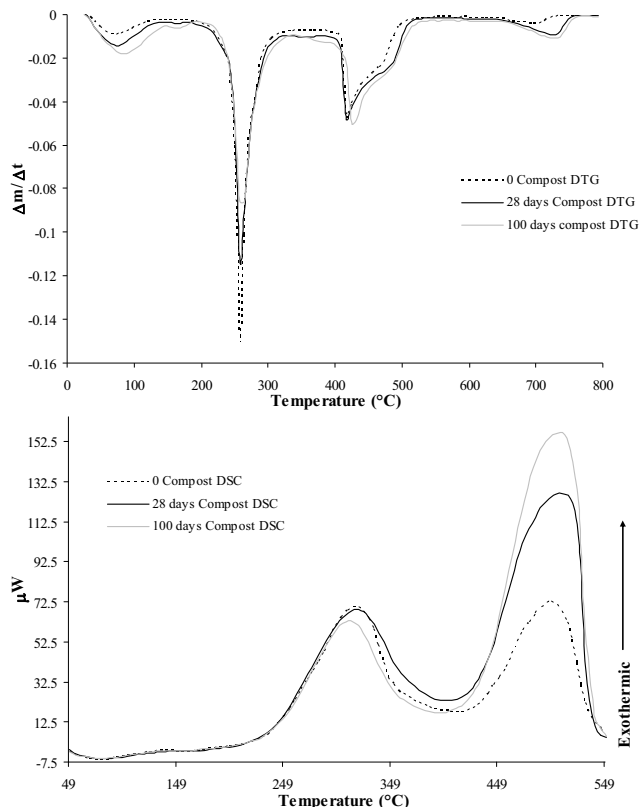 0
-0.02
-0.04
-0.06
-0.08
-0.1
-0.12
-0.14
-0.16
Δm/Δt
0 Compost DTG
28 days Compost DTG
100 days compost DTG
0 100 200 300 400 500 600 700 800
Temperature (°C)
152.5
132.5
112.5
92.5
72.5
52.5
32.5
12.5
-7.5
µW
0 Compost DSC
28 days Compost DSC
100 days Compost DSC
Exothermic
49 149 249 349 449 549
Temperature (°C)